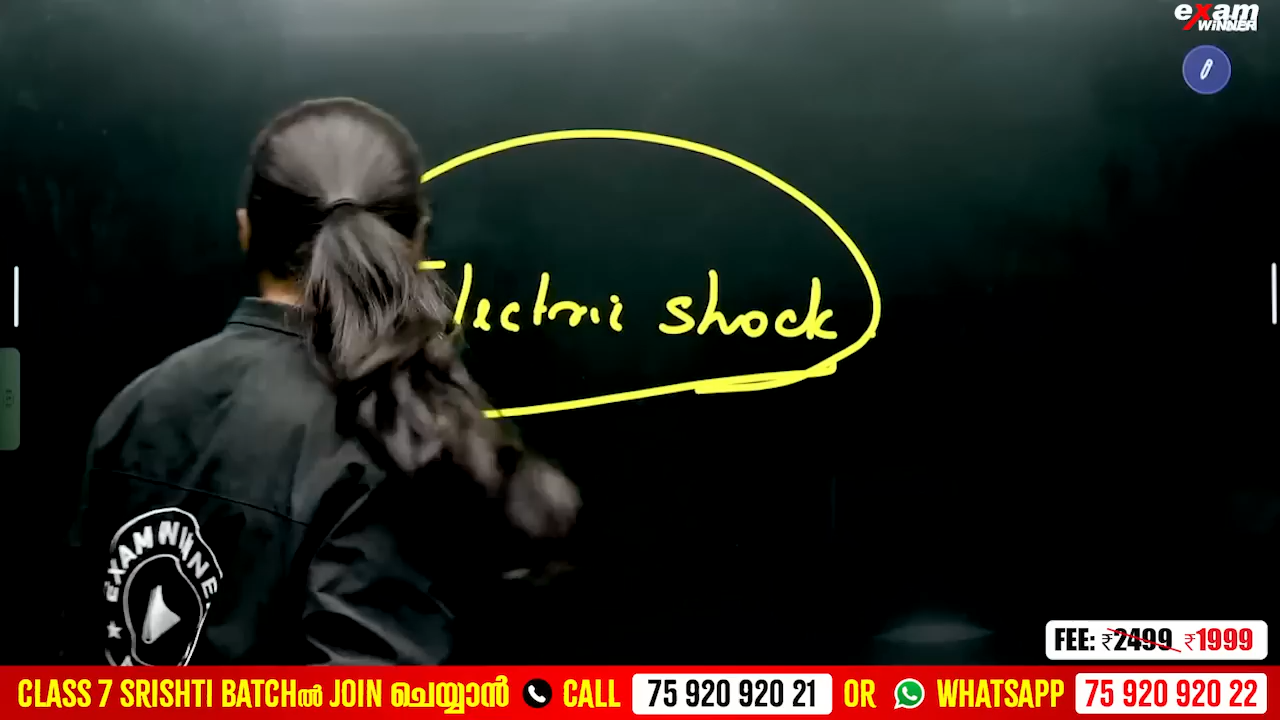 exam
WINNER
Electric shock
EXAM WINNER
FEE: ₹2499 ₹1999
CLASS 7 SRISHTI BATCHൽ JOIN ചെയ്യാൻ CALL 75 920 920 21 OR WHATSAPP 75 920 920 22